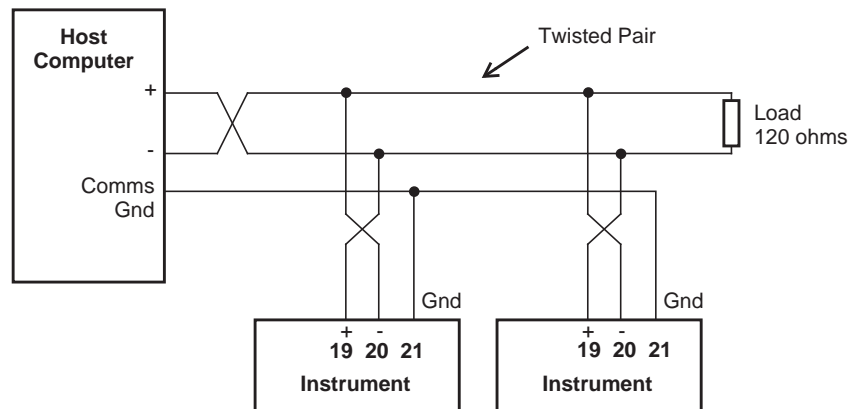 Host
Computer
Twisted Pair
+
-
Load
120 ohms
Comms
Gnd
Gnd
Gnd
+ -
19 20 21
Instrument
+ -
19 20 21
Instrument